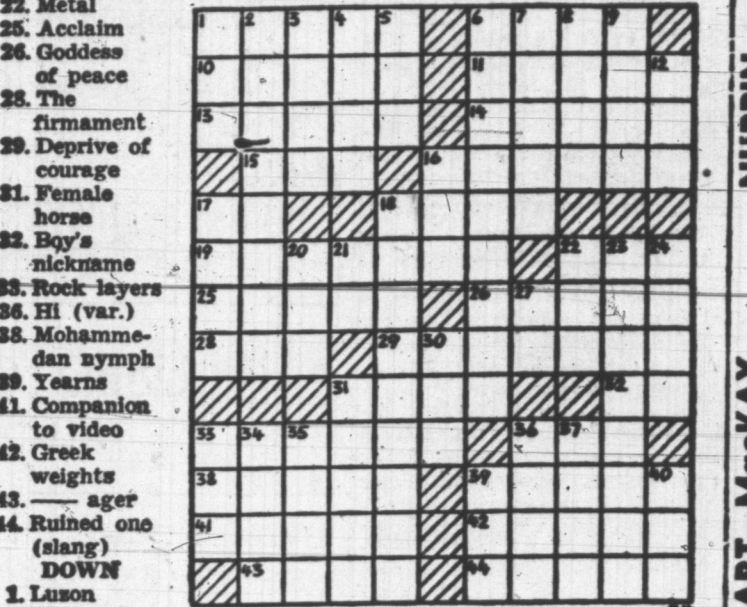 22. Metal
25. Acclaim
26. Goddess
of peace
28. The
firmament
29. Deprive of
courage
31. Female
horse
32. Boy's
nickname
33. Rock layers
36. Hi (var.)
38. Mohamme-
dan nymph
39. Yearns
41. Companion
to video
42. Greek
weights
43. — ager
44. Ruined one
(slang)
DOWN
1. Luzon
1 2 3 4 5 6 7 8 9
10 11 12
13 14
15 16
17 18
19 20 21 22 23 24
25 26 27
28 29 30
31 32
33 34 35 36 37
38 39 40
41 42
43 44